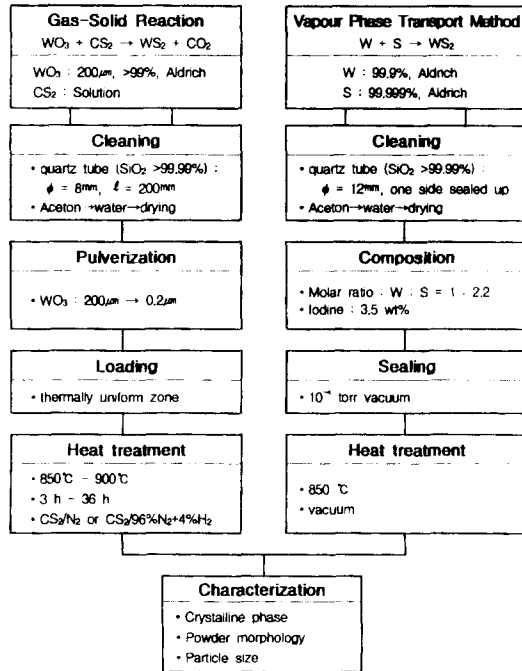 Gas-Solid Reaction
WO₃ + CS₂ → WS₂ + CO₂
WO₃ : 200㎛, >99%, Aldrich
CS₂ : Solution
Cleaning
• quartz tube (SiO₂ >99.99%) :
ϕ = 8mm, ℓ = 200mm
• Aceton→water→drying
Pulverization
• WO₃ : 200㎛ → 0.2㎛
Loading
• thermally uniform zone
Heat treatment
• 850℃ - 900℃
• 3 h - 36 h
• CS₂/N₂ or CS₂/96%N₂+4%H₂
Vapour Phase Transport Method
W + S → WS₂
W : 99.9%, Aldrich
S : 99.999%, Aldrich
Cleaning
• quartz tube (SiO₂ >99.99%) :
ϕ = 12mm, one side sealed up
• Aceton→water→drying
Composition
• Molar ratio : W : S = 1 : 2.2
• Iodine : 3.5 wt%
Sealing
• 10⁻⁴ torr vacuum
Heat treatment
• 850 ℃
• vacuum
Characterization
• Crystalline phase
• Powder morphology
• Particle size